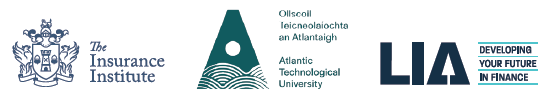 The
Insurance
Institute
Ollscoil
Teicneolaíochta
an Atlantaigh
Atlantic
Technological
University
LIA
DEVELOPING
YOUR FUTURE
IN FINANCE